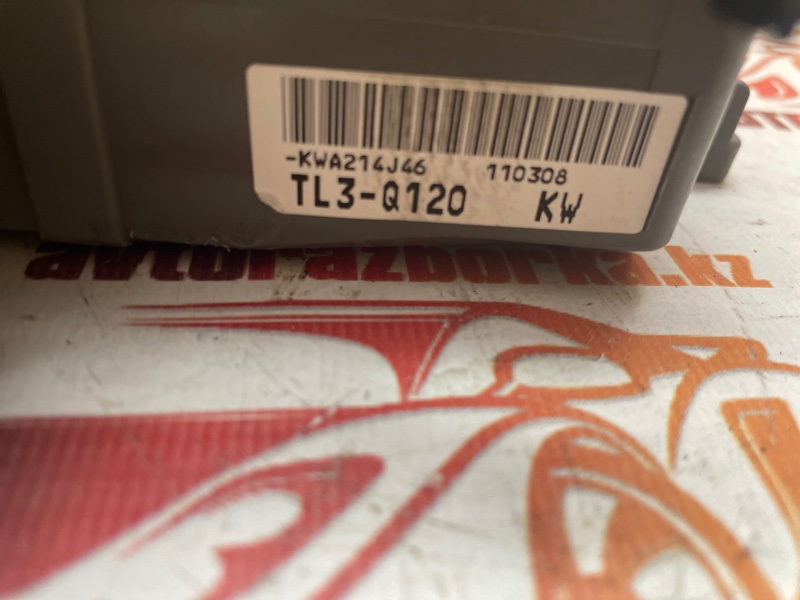 -KWA214J46 110308
TL3-Q120 KW
avtorazborka.kz